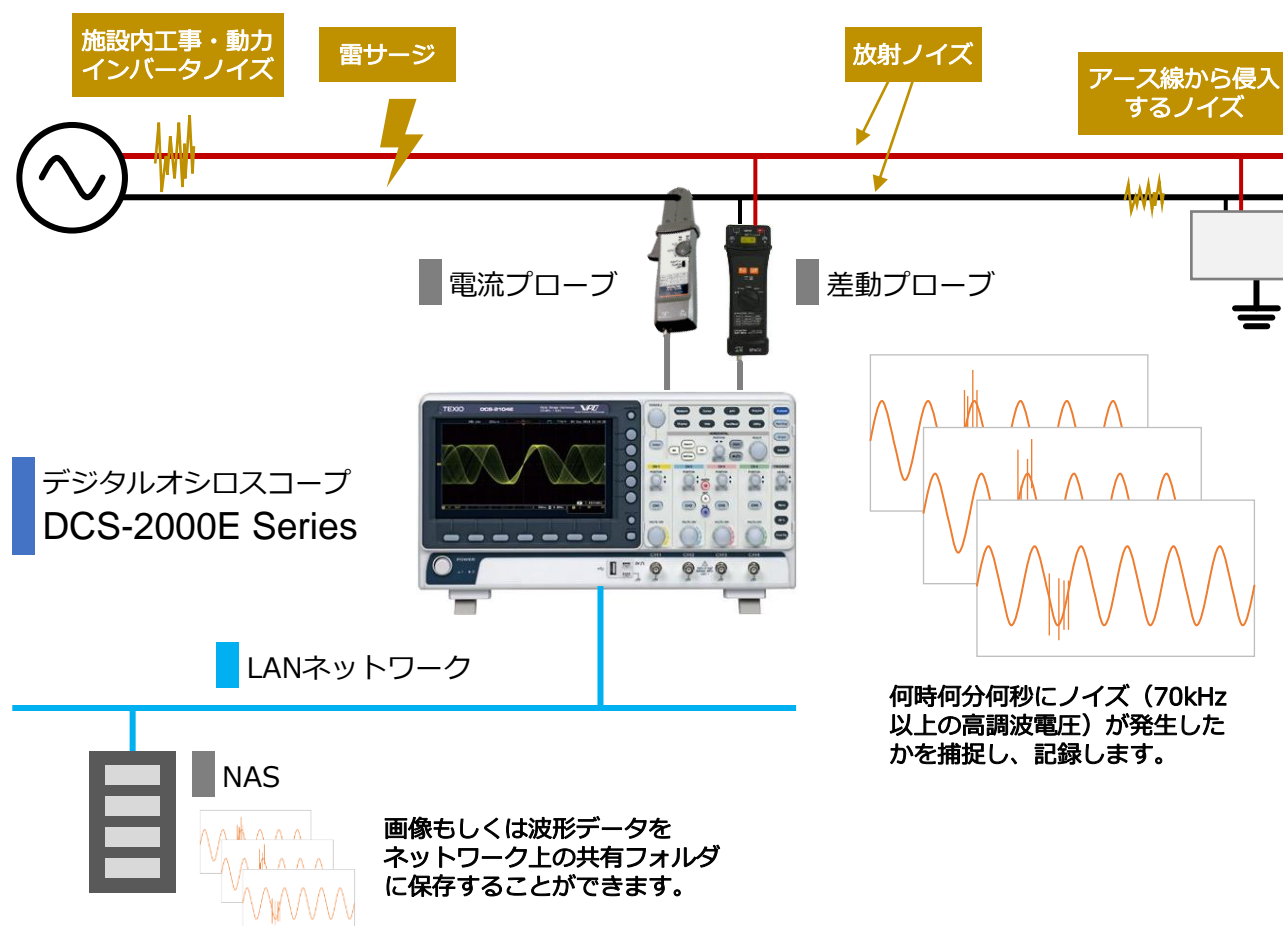 施設内工事・動力
インバータノイズ
雷サージ
放射ノイズ
アース線から侵入
するノイズ
電流プローブ
差動プローブ
TEXIO
DCS-2104E
デジタルオシロスコープ
DCS-2000E Series
POWER
CH1
CH2
CH3
CH4
LANネットワーク
何時何分何秒にノイズ（70kHz
以上の高調波電圧）が発生した
かを捕捉し、記録します。
NAS
画像もしくは波形データを
ネットワーク上の共有フォルダ
に保存することができます。